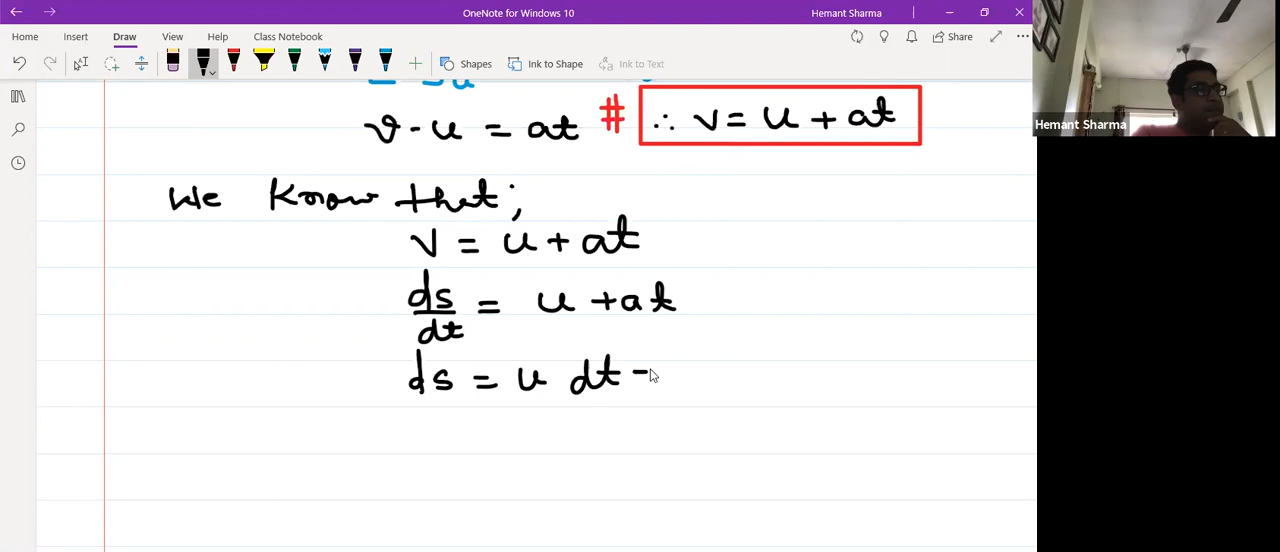 OneNote for Windows 10
Hemant Sharma
Home Insert Draw View Help Class Notebook
Share
Shapes
Ink to Shape
Ink to Text
Hemant Sharma
v - u = at # ∴ v = u + at
We Know that;
v = u + at
ds/dt = u + at
ds = u dt -